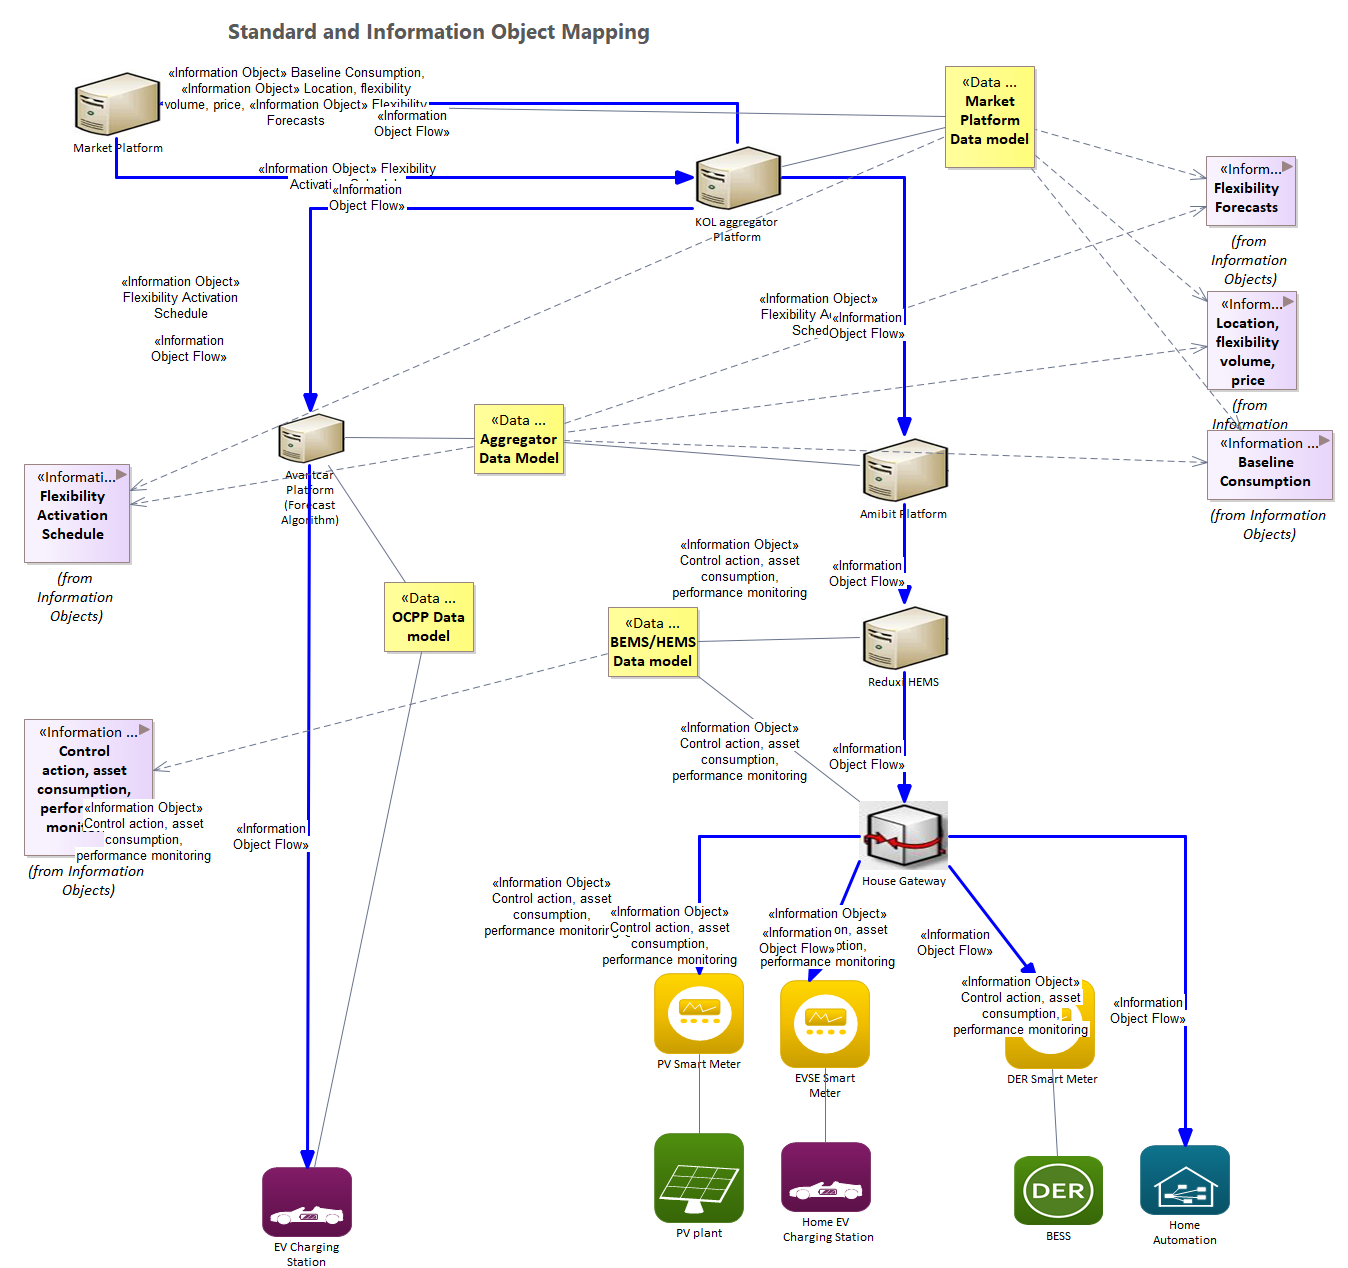 Standard and Information Object Mapping
«Information Object» Baseline Consumption,
«Information Object» Location, flexibility
volume, price, «Information Object» Flexibility
Forecasts
«Information
Object Flow»
Market Platform
«Data ...
Market
Platform
Data model
«Information Object» Flexibility
«Information
Object Flow»
KOL aggregator
Platform
«Inform...
Flexibility
Forecasts
(from
Information
Objects)
«Information Object»
Flexibility Activation
Schedule
«Information
Object Flow»
«Information Object»
Flexibility
«Information
Object Flow»
«Inform...
Location,
flexibility
volume,
price
(from
Information
«Data ...
Aggregator
Data Model
Avantcar
Platform
(Forecast
Algorithm)
Amibit Platform
«Information ...
Baseline
Consumption
(from Information
Objects)
«Informati...
Flexibility
Activation
Schedule
(from
Information
Objects)
«Information Object»
Control action, asset
consumption,
performance monitoring
«Information
Object Flow»
«Data ...
OCPP Data
model
«Data ...
BEMS/HEMS
Data model
Reduxi HEMS
«Information ...
Control
action, asset
consumption,
«Information Object»
Control action, asset
consumption,
performance monitoring
(from Information
Objects)
«Information
Object Flow»
«Information Object»
Control action, asset
consumption,
performance monitoring
«Information
Object Flow»
House Gateway
«Information Object»
Control action, asset
consumption,
performance monitoring
«Information Object»
Control action, asset
consumption,
performance monitoring
«Information Object»
«Information
Object Flow»
performance monitoring
«Information
Object Flow»
«Information Object»
Control action, asset
consumption,
performance monitoring
«Information
Object Flow»
PV Smart Meter
EVSE Smart
Meter
DER Smart Meter
EV Charging
Station
PV plant
Home EV
Charging Station
DER
BESS
Home
Automation